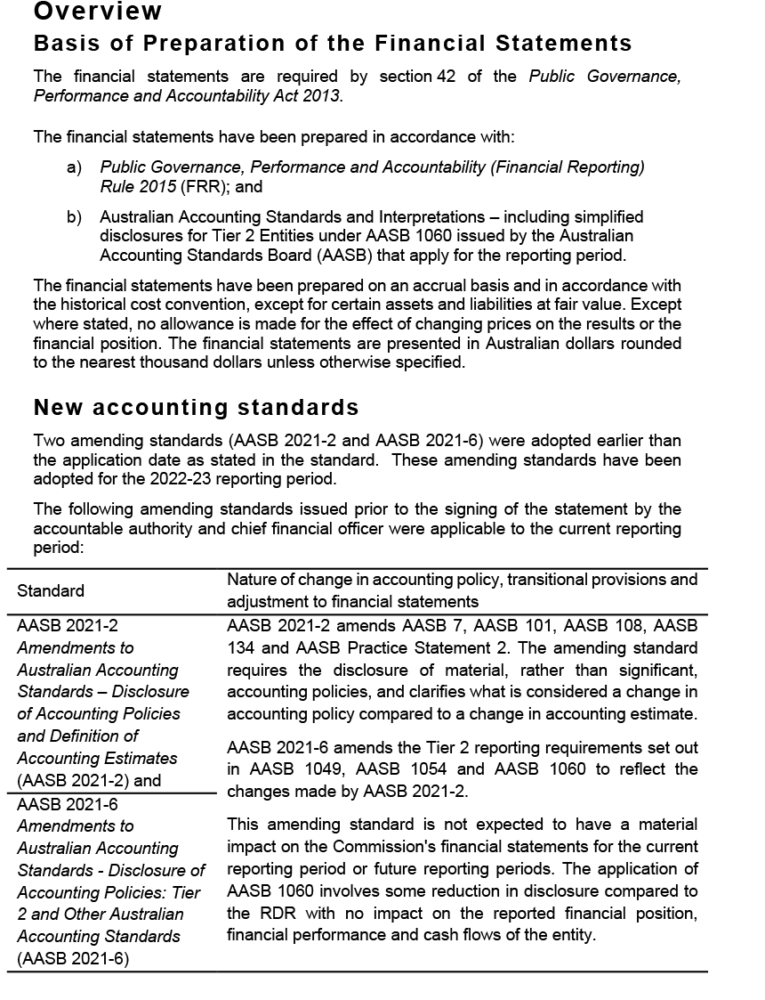 Overview
Basis of Preparation of the Financial Statements
The financial statements are required by section 42 of the Public Governance,
Performance and Accountability Act 2013.
The financial statements have been prepared in accordance with:
a) Public Governance, Performance and Accountability (Financial Reporting)
Rule 2015 (FRR); and
b) Australian Accounting Standards and Interpretations – including simplified
disclosures for Tier 2 Entities under AASB 1060 issued by the Australian
Accounting Standards Board (AASB) that apply for the reporting period.
The financial statements have been prepared on an accrual basis and in accordance with
the historical cost convention, except for certain assets and liabilities at fair value. Except
where stated, no allowance is made for the effect of changing prices on the results or the
financial position. The financial statements are presented in Australian dollars rounded
to the nearest thousand dollars unless otherwise specified.
New accounting standards
Two amending standards (AASB 2021-2 and AASB 2021-6) were adopted earlier than
the application date as stated in the standard.  These amending standards have been
adopted for the 2022-23 reporting period.
The following amending standards issued prior to the signing of the statement by the
accountable authority and chief financial officer were applicable to the current reporting
period:
Standard
Nature of change in accounting policy, transitional provisions and
adjustment to financial statements
AASB 2021-2
Amendments to
Australian Accounting
Standards – Disclosure
of Accounting Policies
and Definition of
Accounting Estimates
(AASB 2021-2) and
AASB 2021-6
Amendments to
Australian Accounting
Standards - Disclosure of
Accounting Policies: Tier
2 and Other Australian
Accounting Standards
(AASB 2021-6)
AASB 2021-2 amends AASB 7, AASB 101, AASB 108, AASB
134 and AASB Practice Statement 2. The amending standard
requires the disclosure of material, rather than significant,
accounting policies, and clarifies what is considered a change in
accounting policy compared to a change in accounting estimate.
AASB 2021-6 amends the Tier 2 reporting requirements set out
in AASB 1049, AASB 1054 and AASB 1060 to reflect the
changes made by AASB 2021-2.
This amending standard is not expected to have a material
impact on the Commission's financial statements for the current
reporting period or future reporting periods. The application of
AASB 1060 involves some reduction in disclosure compared to
the RDR with no impact on the reported financial position,
financial performance and cash flows of the entity.